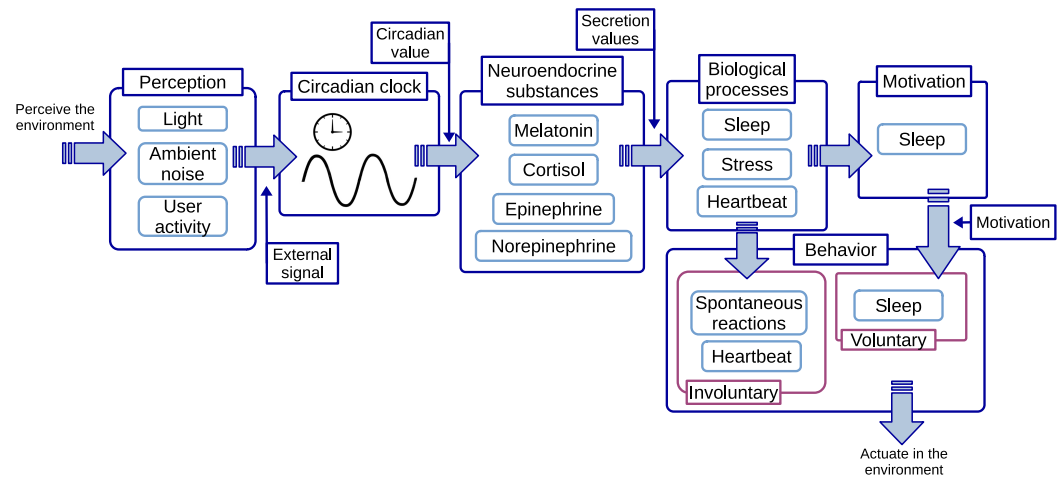 Perceive the
environment
Perception
Light
Ambient
noise
User
activity
External
signal
Circadian clock
Circadian
value
Neuroendocrine
substances
Melatonin
Cortisol
Epinephrine
Norepinephrine
Secretion
values
Biological
processes
Sleep
Stress
Heartbeat
Motivation
Sleep
Motivation
Behavior
Spontaneous
reactions
Heartbeat
Involuntary
Sleep
Voluntary
Actuate in the
environment